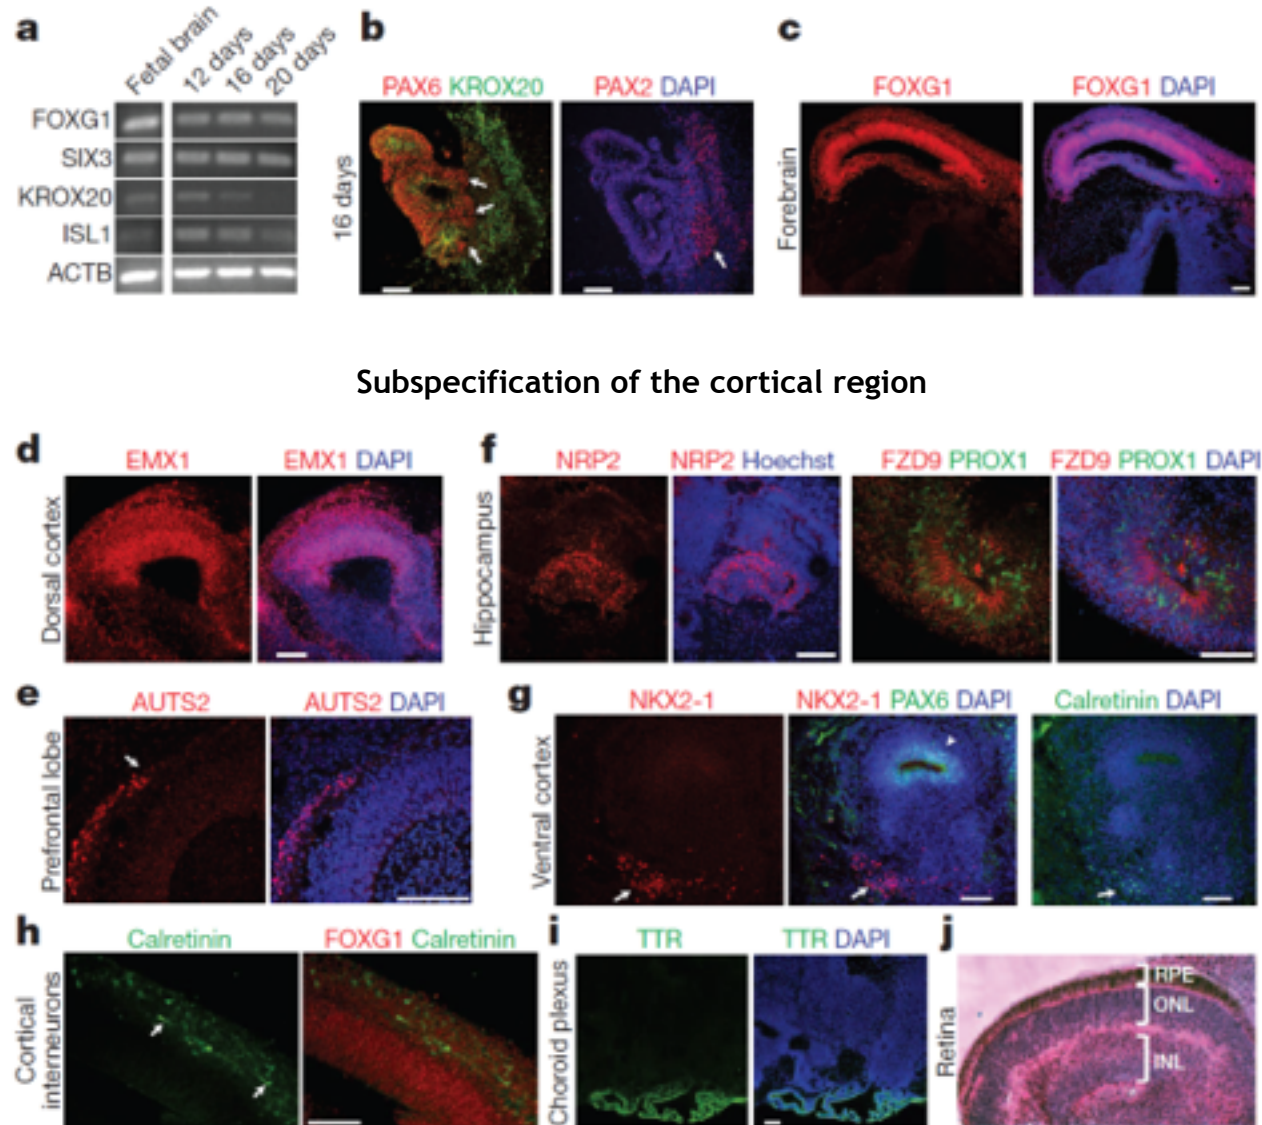 a
Fetal brain
12 days
16 days
20 days
FOXG1
SIX3
KROX20
ISL1
ACTB
b
PAX6 KROX20
PAX2 DAPI
16 days
c
FOXG1
FOXG1 DAPI
Forebrain
Subspecification of the cortical region
d
EMX1
EMX1 DAPI
Dorsal cortex
f
NRP2
NRP2 Hoechst
FZD9 PROX1
FZD9 PROX1 DAPI
Hippocampus
e
AUTS2
AUTS2 DAPI
Prefrontal lobe
g
NKX2-1
NKX2-1 PAX6 DAPI
Calretinin DAPI
Ventral cortex
h
Calretinin
FOXG1 Calretinin
Cortical
interneurons
i
TTR
TTR DAPI
Choroid plexus
j
Retina
RPE
ONL
INL